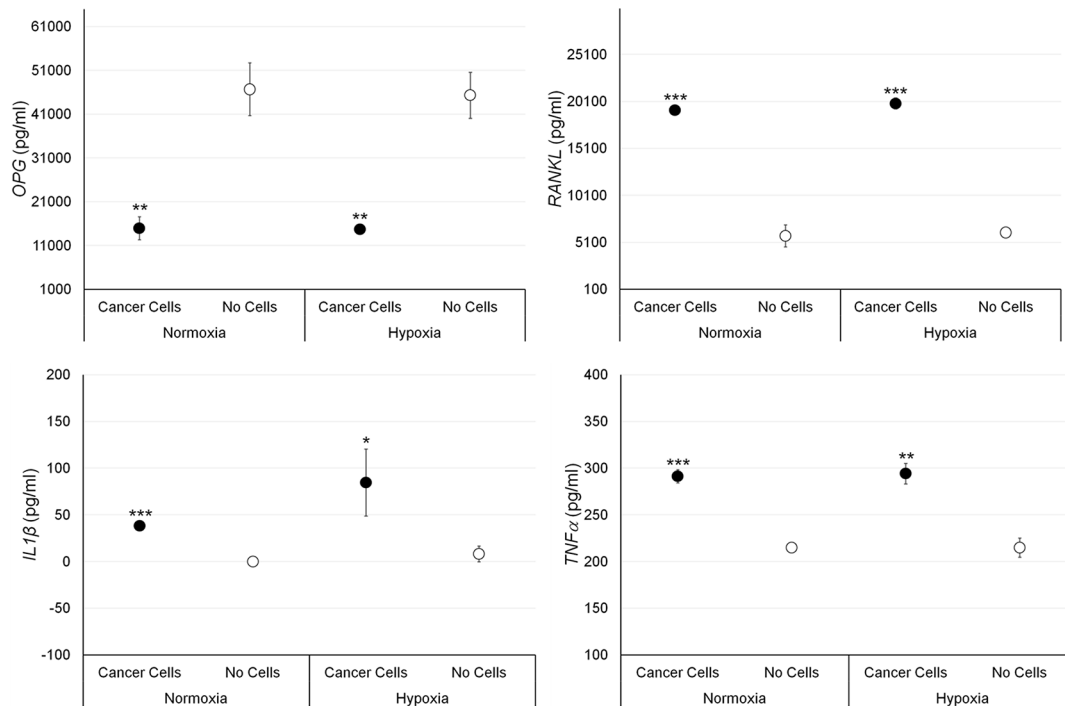 61000
51000
41000
31000
21000
11000
1000
OPG (pg/ml)
**
**
Cancer Cells No Cells Cancer Cells No Cells
Normoxia Hypoxia
25100
20100
15100
10100
5100
100
RANKL (pg/ml)
***
***
Cancer Cells No Cells Cancer Cells No Cells
Normoxia Hypoxia
200
150
100
50
0
-50
-100
IL1β (pg/ml)
***
*
Cancer Cells No Cells Cancer Cells No Cells
Normoxia Hypoxia
400
350
300
250
200
150
100
TNFα (pg/ml)
***
**
Cancer Cells No Cells Cancer Cells No Cells
Normoxia Hypoxia